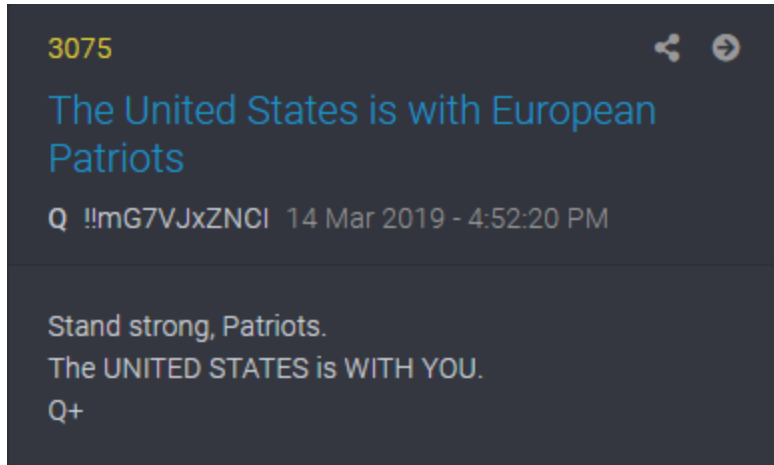 3075
The United States is with European
Patriots
Q !!mG7VJxZNCI 14 Mar 2019 - 4:52:20 PM
Stand strong, Patriots.
The UNITED STATES is WITH YOU.
Q+